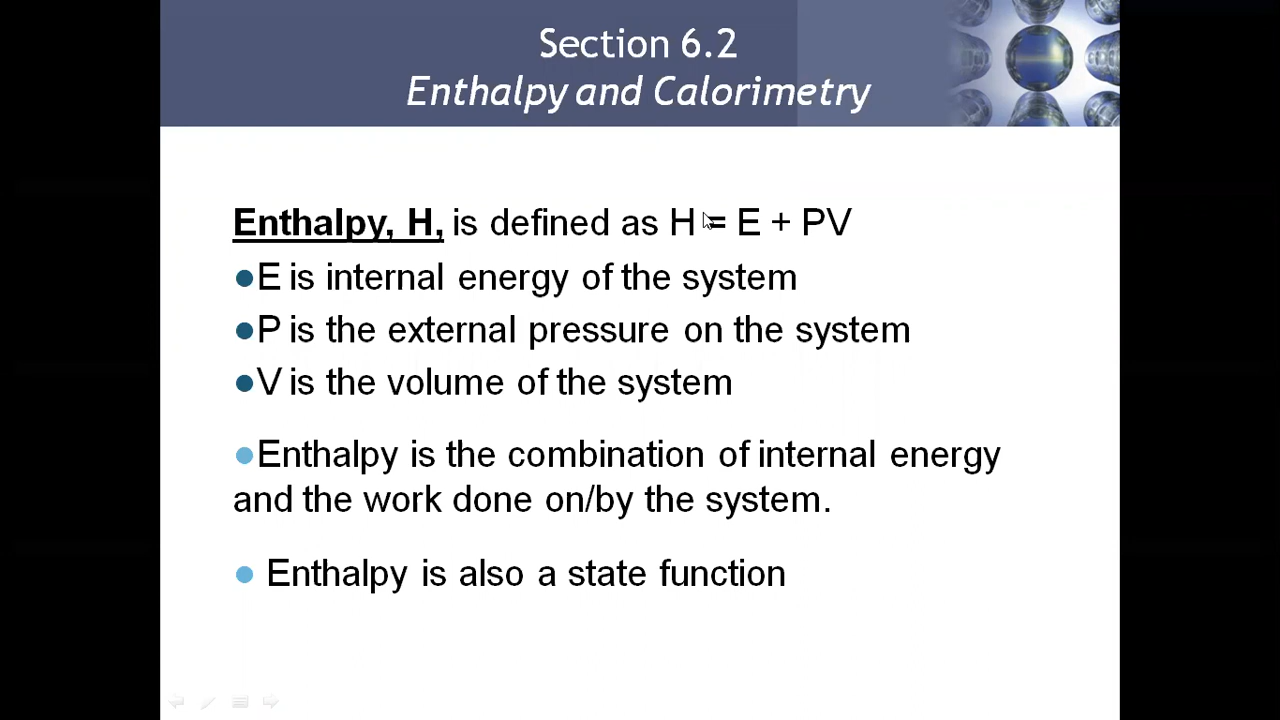 Section 6.2
Enthalpy and Calorimetry
Enthalpy, H, is defined as H = E + PV
●E is internal energy of the system
●P is the external pressure on the system
●V is the volume of the system
●Enthalpy is the combination of internal energy
and the work done on/by the system.
● Enthalpy is also a state function